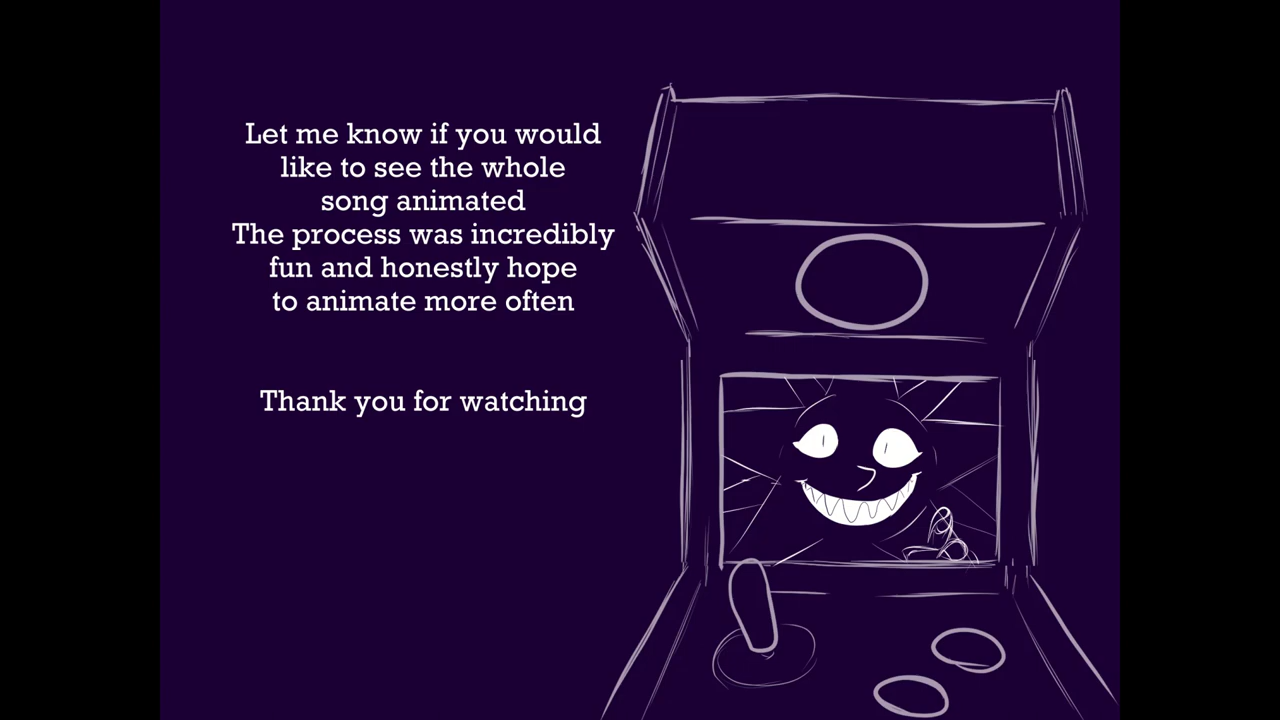 Let me know if you would
like to see the whole
song animated
The process was incredibly
fun and honestly hope
to animate more often
Thank you for watching